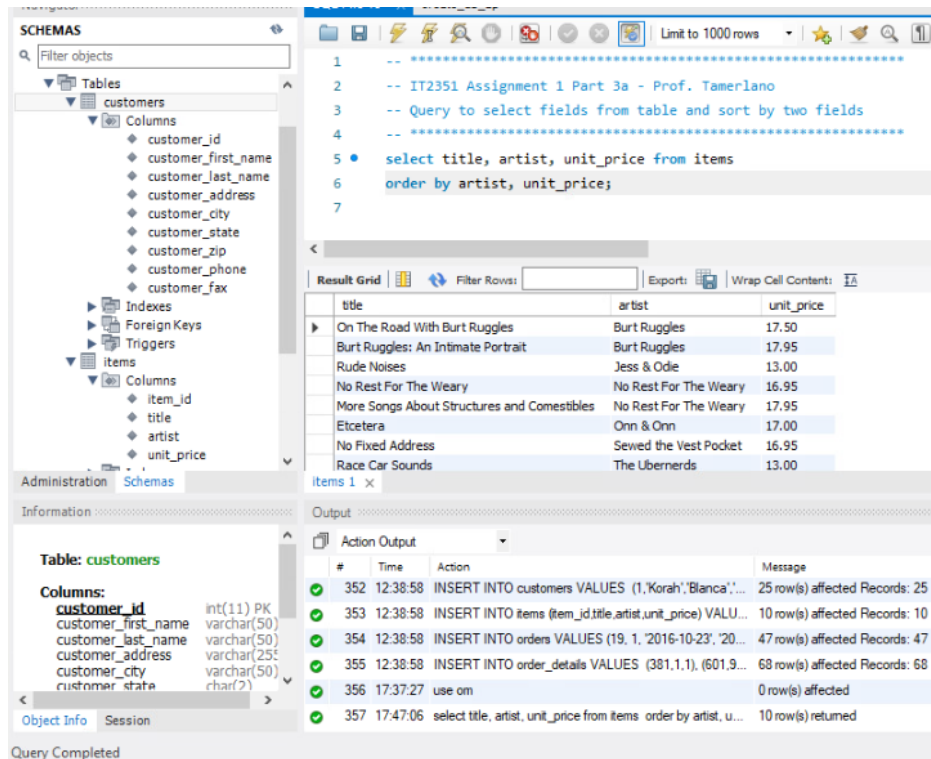 SCHEMAS
Filter objects
Tables
customers
Columns
customer_id
customer_first_name
customer_last_name
customer_address
customer_city
customer_state
customer_zip
customer_phone
customer_fax
Indexes
Foreign Keys
Triggers
items
Columns
item_id
title
artist
unit_price
Administration Schemas
Information
Table: customers
Columns:
customer_id int(11) PK
customer_first_name varchar(50)
customer_last_name varchar(50)
customer_address varchar(255
customer_city varchar(50)
customer_state char(2)
Object Info Session
Query Completed
Limit to 1000 rows
1 -- **************************************************************
2 -- IT2351 Assignment 1 Part 3a - Prof. Tamerlano
3 -- Query to select fields from table and sort by two fields
4 -- **************************************************************
5 select title, artist, unit_price from items
6 order by artist, unit_price;
7
Result Grid Filter Rows: Export: Wrap Cell Content:
title artist unit_price
On The Road With Burt Ruggles Burt Ruggles 17.50
Burt Ruggles: An Intimate Portrait Burt Ruggles 17.95
Rude Noises Jess & Odie 13.00
No Rest For The Weary No Rest For The Weary 16.95
More Songs About Structures and Comestibles No Rest For The Weary 17.95
Etcetera Onn & Onn 17.00
No Fixed Address Sewed the Vest Pocket 16.95
Race Car Sounds The Ubernerds 13.00
items 1
Output
Action Output
# Time Action Message
352 12:38:58 INSERT INTO customers VALUES (1,'Korah','Blanca','... 25 row(s) affected Records: 25
353 12:38:58 INSERT INTO items (item_id,title,artist,unit_price) VALU... 10 row(s) affected Records: 10
354 12:38:58 INSERT INTO orders VALUES (19, 1, '2016-10-23', '20... 47 row(s) affected Records: 47
355 12:38:58 INSERT INTO order_details VALUES (381,1,1), (601,9... 68 row(s) affected Records: 68
356 17:37:27 use om 0 row(s) affected
357 17:47:06 select title, artist, unit_price from items order by artist, u... 10 row(s) returned